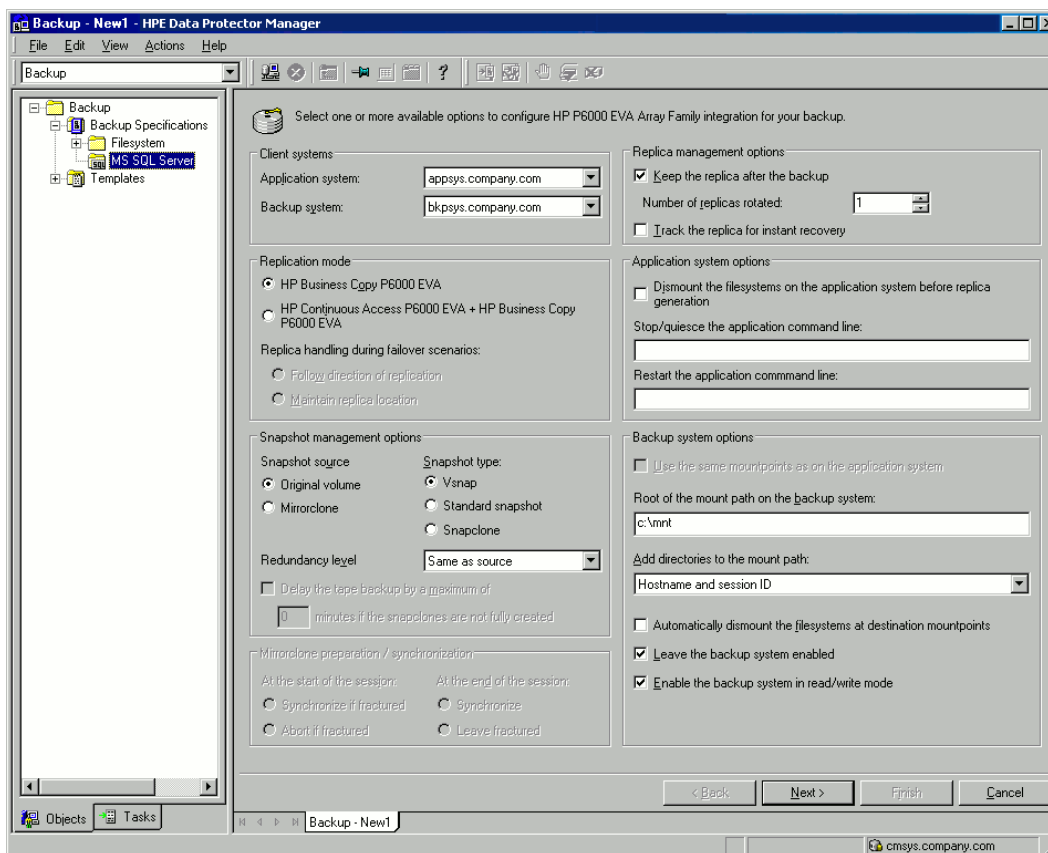 Backup - New1 - HPE Data Protector Manager
File Edit View Actions Help
Backup
Backup
Backup Specifications
Filesystem
MS SQL Server
Templates
Select one or more available options to configure HP P6000 EVA Array Family integration for your backup.
Client systems
Application system: appsys.company.com
Backup system: bkpsys.company.com
Replication mode
HP Business Copy P6000 EVA
HP Continuous Access P6000 EVA + HP Business Copy
P6000 EVA
Replica handling during failover scenarios:
Follow direction of replication
Maintain replica location
Snapshot management options
Snapshot source Snapshot type:
Original volume Vsnap
Mirrorclone Standard snapshot
Snapclone
Redundancy level Same as source
Delay the tape backup by a maximum of
0 minutes if the snapclones are not fully created
Mirrorclone preparation / synchronization
At the start of the session: At the end of the session:
Synchronize if fractured Synchronize
Abort if fractured Leave fractured
Replica management options
Keep the replica after the backup
Number of replicas rotated: 1
Track the replica for instant recovery
Application system options
Dismount the filesystems on the application system before replica
generation
Stop/quiesce the application command line:
Restart the application commmand line:
Backup system options
Use the same mountpoints as on the application system
Root of the mount path on the backup system:
c:\mnt
Add directories to the mount path:
Hostname and session ID
Automatically dismount the filesystems at destination mountpoints
Leave the backup system enabled
Enable the backup system in read/write mode
< Back Next > Finish Cancel
Objects Tasks
Backup - New1
cmsys.company.com